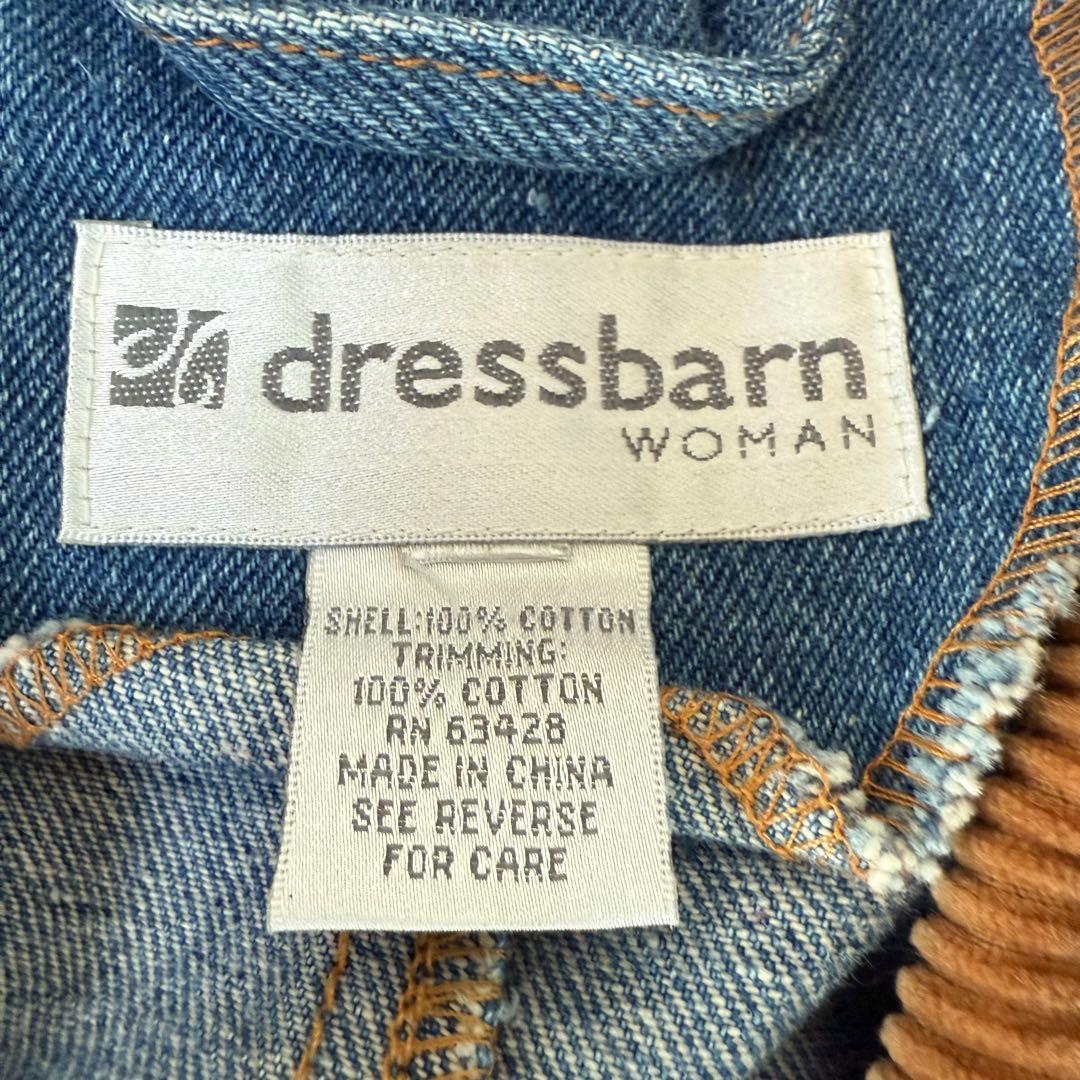 dressbarn
WOMAN
SHELL:100% COTTON
TRIMMING:
100% COTTON
RN 63428
MADE IN CHINA
SEE REVERSE
FOR CARE